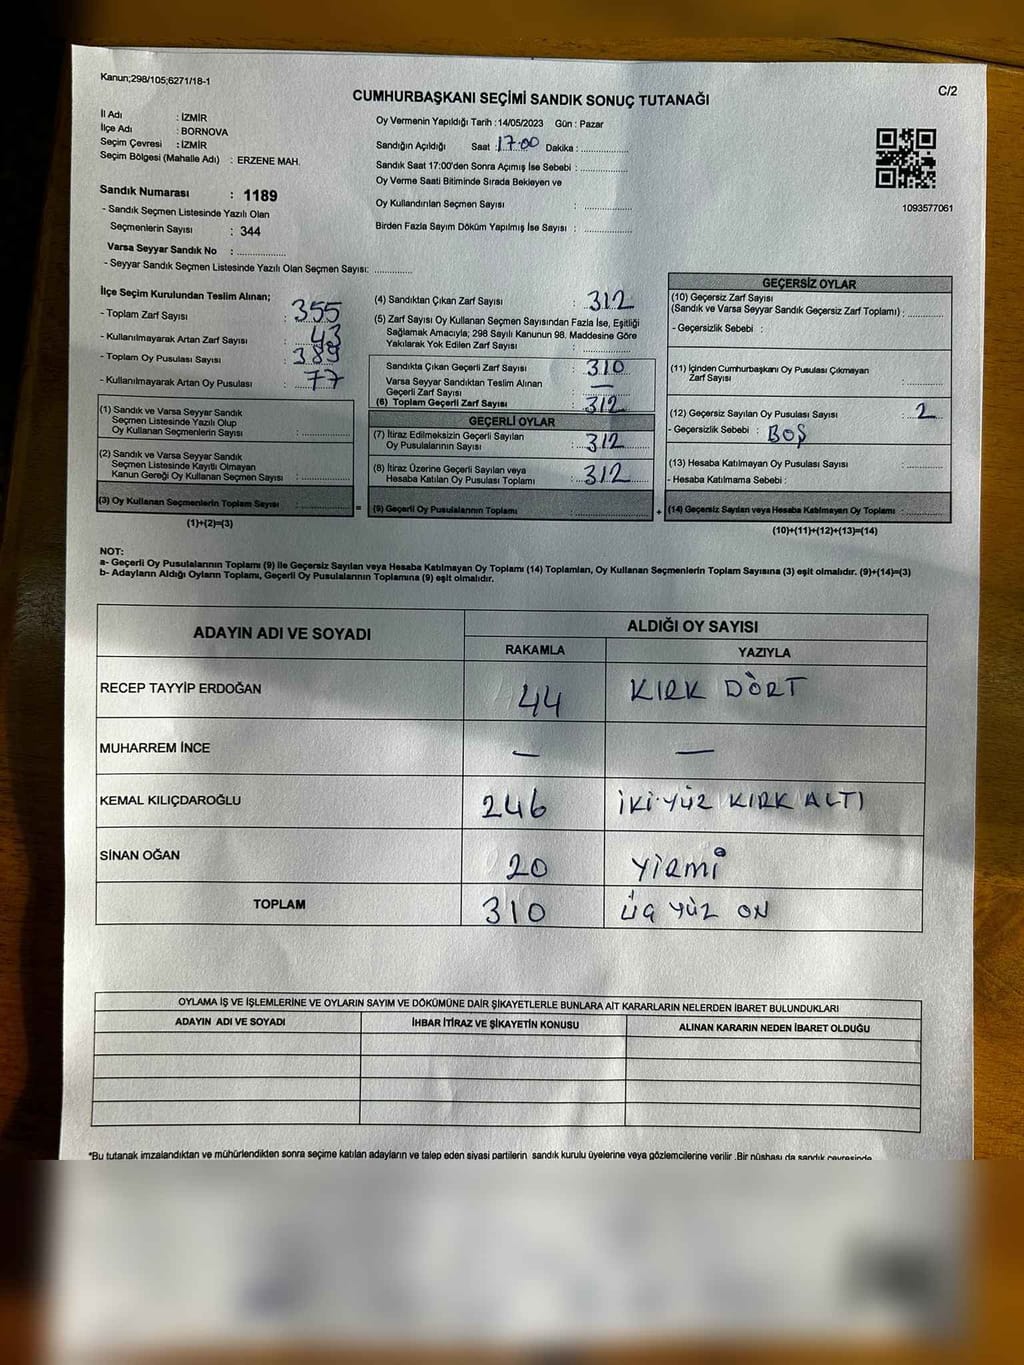 Kanun;298/105;6271/18-1
C/2
CUMHURBAŞKANI SEÇİMİ SANDIK SONUÇ TUTANAĞI
İl Adı : İZMİR
İlçe Adı : BORNOVA
Seçim Çevresi : İZMİR
Seçim Bölgesi (Mahalle Adı) : ERZENE MAH.
Sandık Numarası : 1189
- Sandık Seçmen Listesinde Yazılı Olan
Seçmenlerin Sayısı : 344
Varsa Seyyar Sandık No : ..............
- Seyyar Sandık Seçmen Listesinde Yazılı Olan Seçmen Sayısı: ............
Oy Vermenin Yapıldığı Tarih : 14/05/2023 Gün : Pazar
Sandığın Açıldığı Saat : 17.00 Dakika : ..............
Sandık Saat 17:00'den Sonra Açımış İse Sebebi : ..............
Oy Verme Saati Bitiminde Sırada Bekleyen ve
Oy Kullandırılan Seçmen Sayısı : ..............
Birden Fazla Sayım Döküm Yapılmış İse Sayısı : ..............
1093577061
İlçe Seçim Kurulundan Teslim Alınan;
- Toplam Zarf Sayısı : 355
- Kullanılmayarak Artan Zarf Sayısı : 43
- Toplam Oy Pusulası Sayısı : 389
- Kullanılmayarak Artan Oy Pusulası : 77
(1) Sandık ve Varsa Seyyar Sandık
Seçmen Listesinde Yazılı Olup
Oy Kullanan Seçmenlerin Sayısı : ..............
(2) Sandık ve Varsa Seyyar Sandık
Seçmen Listesinde Kayıtlı Olmayan
Kanun Gereği Oy Kullanan Seçmen Sayısı : ..............
(3) Oy Kullanan Seçmenlerin Toplam Sayısı : ..............
(1)+(2)=(3)
=
(4) Sandıktan Çıkan Zarf Sayısı : 312
(5) Zarf Sayısı Oy Kullanan Seçmen Sayısından Fazla İse, Eşitliği
Sağlamak Amacıyla; 298 Sayılı Kanunun 98. Maddesine Göre
Yakılarak Yok Edilen Zarf Sayısı : ..............
Sandıkta Çıkan Geçerli Zarf Sayısı : 310
Varsa Seyyar Sandıktan Teslim Alınan
Geçerli Zarf Sayısı : —
(6) Toplam Geçerli Zarf Sayısı : 312
GEÇERLİ OYLAR
(7) İtiraz Edilmeksizin Geçerli Sayılan
Oy Pusulalarının Sayısı : 312
(8) İtiraz Üzerine Geçerli Sayılan veya
Hesaba Katılan Oy Pusulası Toplamı : 312
(9) Geçerli Oy Pusulalarının Toplamı : ..............
+
GEÇERSİZ OYLAR
(10) Geçersiz Zarf Sayısı
(Sandık ve Varsa Seyyar Sandık Geçersiz Zarf Toplamı) : ..........
- Geçersizlik Sebebi :
(11) İçinden Cumhurbaşkanı Oy Pusulası Çıkmayan
Zarf Sayısı : ..........
(12) Geçersiz Sayılan Oy Pusulası Sayısı : 2
- Geçersizlik Sebebi : BOŞ
(13) Hesaba Katılmayan Oy Pusulası Sayısı : ..........
- Hesaba Katılmama Sebebi :
(14) Geçersiz Sayılan veya Hesaba Katılmayan Oy Toplamı : ..........
(10)+(11)+(12)+(13)=(14)
NOT:
a- Geçerli Oy Pusulalarının Toplamı (9) ile Geçersiz Sayılan veya Hesaba Katılmayan Oy Toplamı (14) Toplamları, Oy Kullanan Seçmenlerin Toplam Sayısına (3) eşit olmalıdır. (9)+(14)=(3)
b- Adayların Aldığı Oyların Toplamı, Geçerli Oy Pusulalarının Toplamına (9) eşit olmalıdır.
ADAYIN ADI VE SOYADI
ALDIĞI OY SAYISI
RAKAMLA YAZIYLA
RECEP TAYYİP ERDOĞAN 44 KIRK DÖRT
MUHARREM İNCE — —
KEMAL KILIÇDAROĞLU 246 İKİ YÜZ KIRK ALTI
SİNAN OĞAN 20 YİRMİ
TOPLAM 310 ÜÇ YÜZ ON
OYLAMA İŞ VE İŞLEMLERİNE VE OYLARIN SAYIM VE DÖKÜMÜNE DAİR ŞİKAYETLERLE BUNLARA AİT KARARLARIN NELERDEN İBARET BULUNDUKLARI
ADAYIN ADI VE SOYADI İHBAR İTİRAZ VE ŞİKAYETİN KONUSU ALINAN KARARIN NEDEN İBARET OLDUĞU
*Bu tutanak imzalandıktan ve mühürlendikten sonra seçime katılan adayların ve talep eden siyasi partilerin sandık kurulu üyelerine veya gözlemcilerine verilir .Bir nüshası da sandık çevresinde